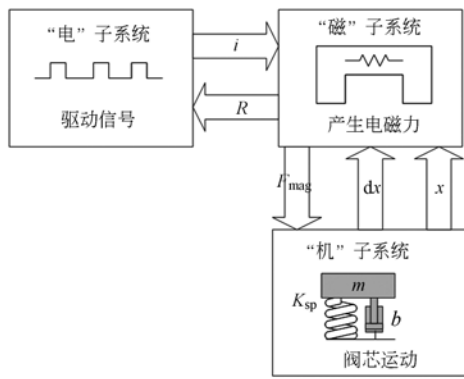 “电”子系统
驱动信号
i
R
“磁”子系统
产生电磁力
F_mag
dx
x
“机”子系统
m
K_sp
b
阀芯运动